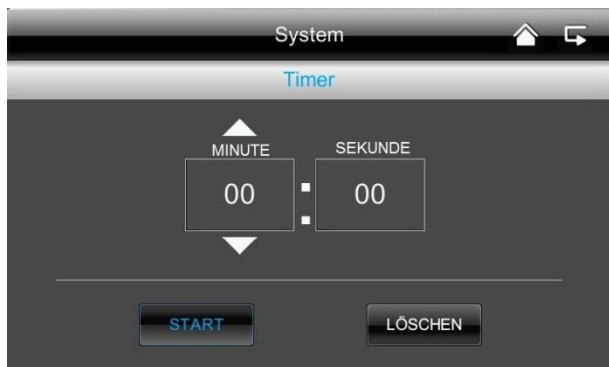 System
Timer
MINUTE SEKUNDE
00 : 00
START LÖSCHEN